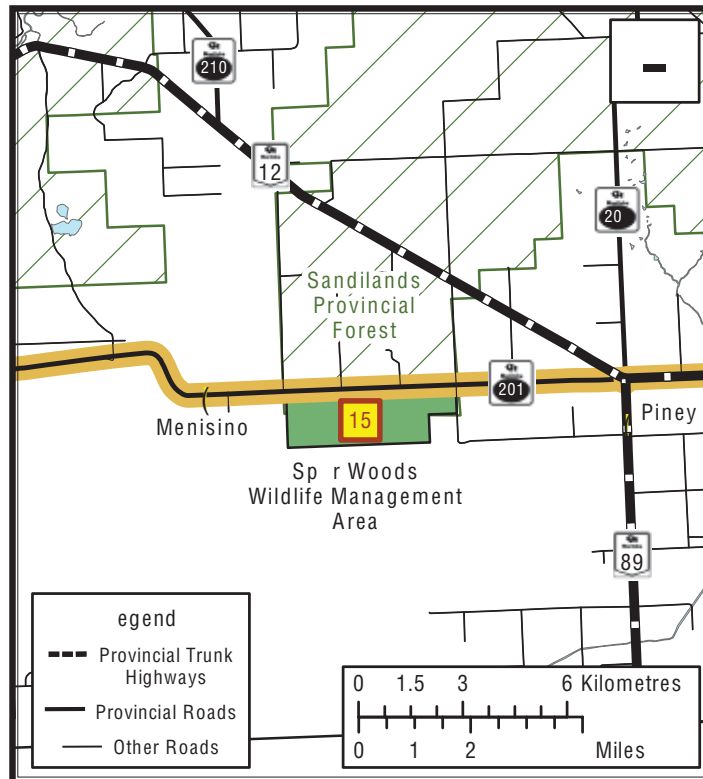 210
12
20
Sandilands
Provincial
Forest
201
Menisino
15
Piney
Sp r Woods
Wildlife Management
Area
89
egend
Provincial Trunk
Highways
Provincial Roads
Other Roads
0 1.5 3 6 Kilometres
0 1 2 Miles